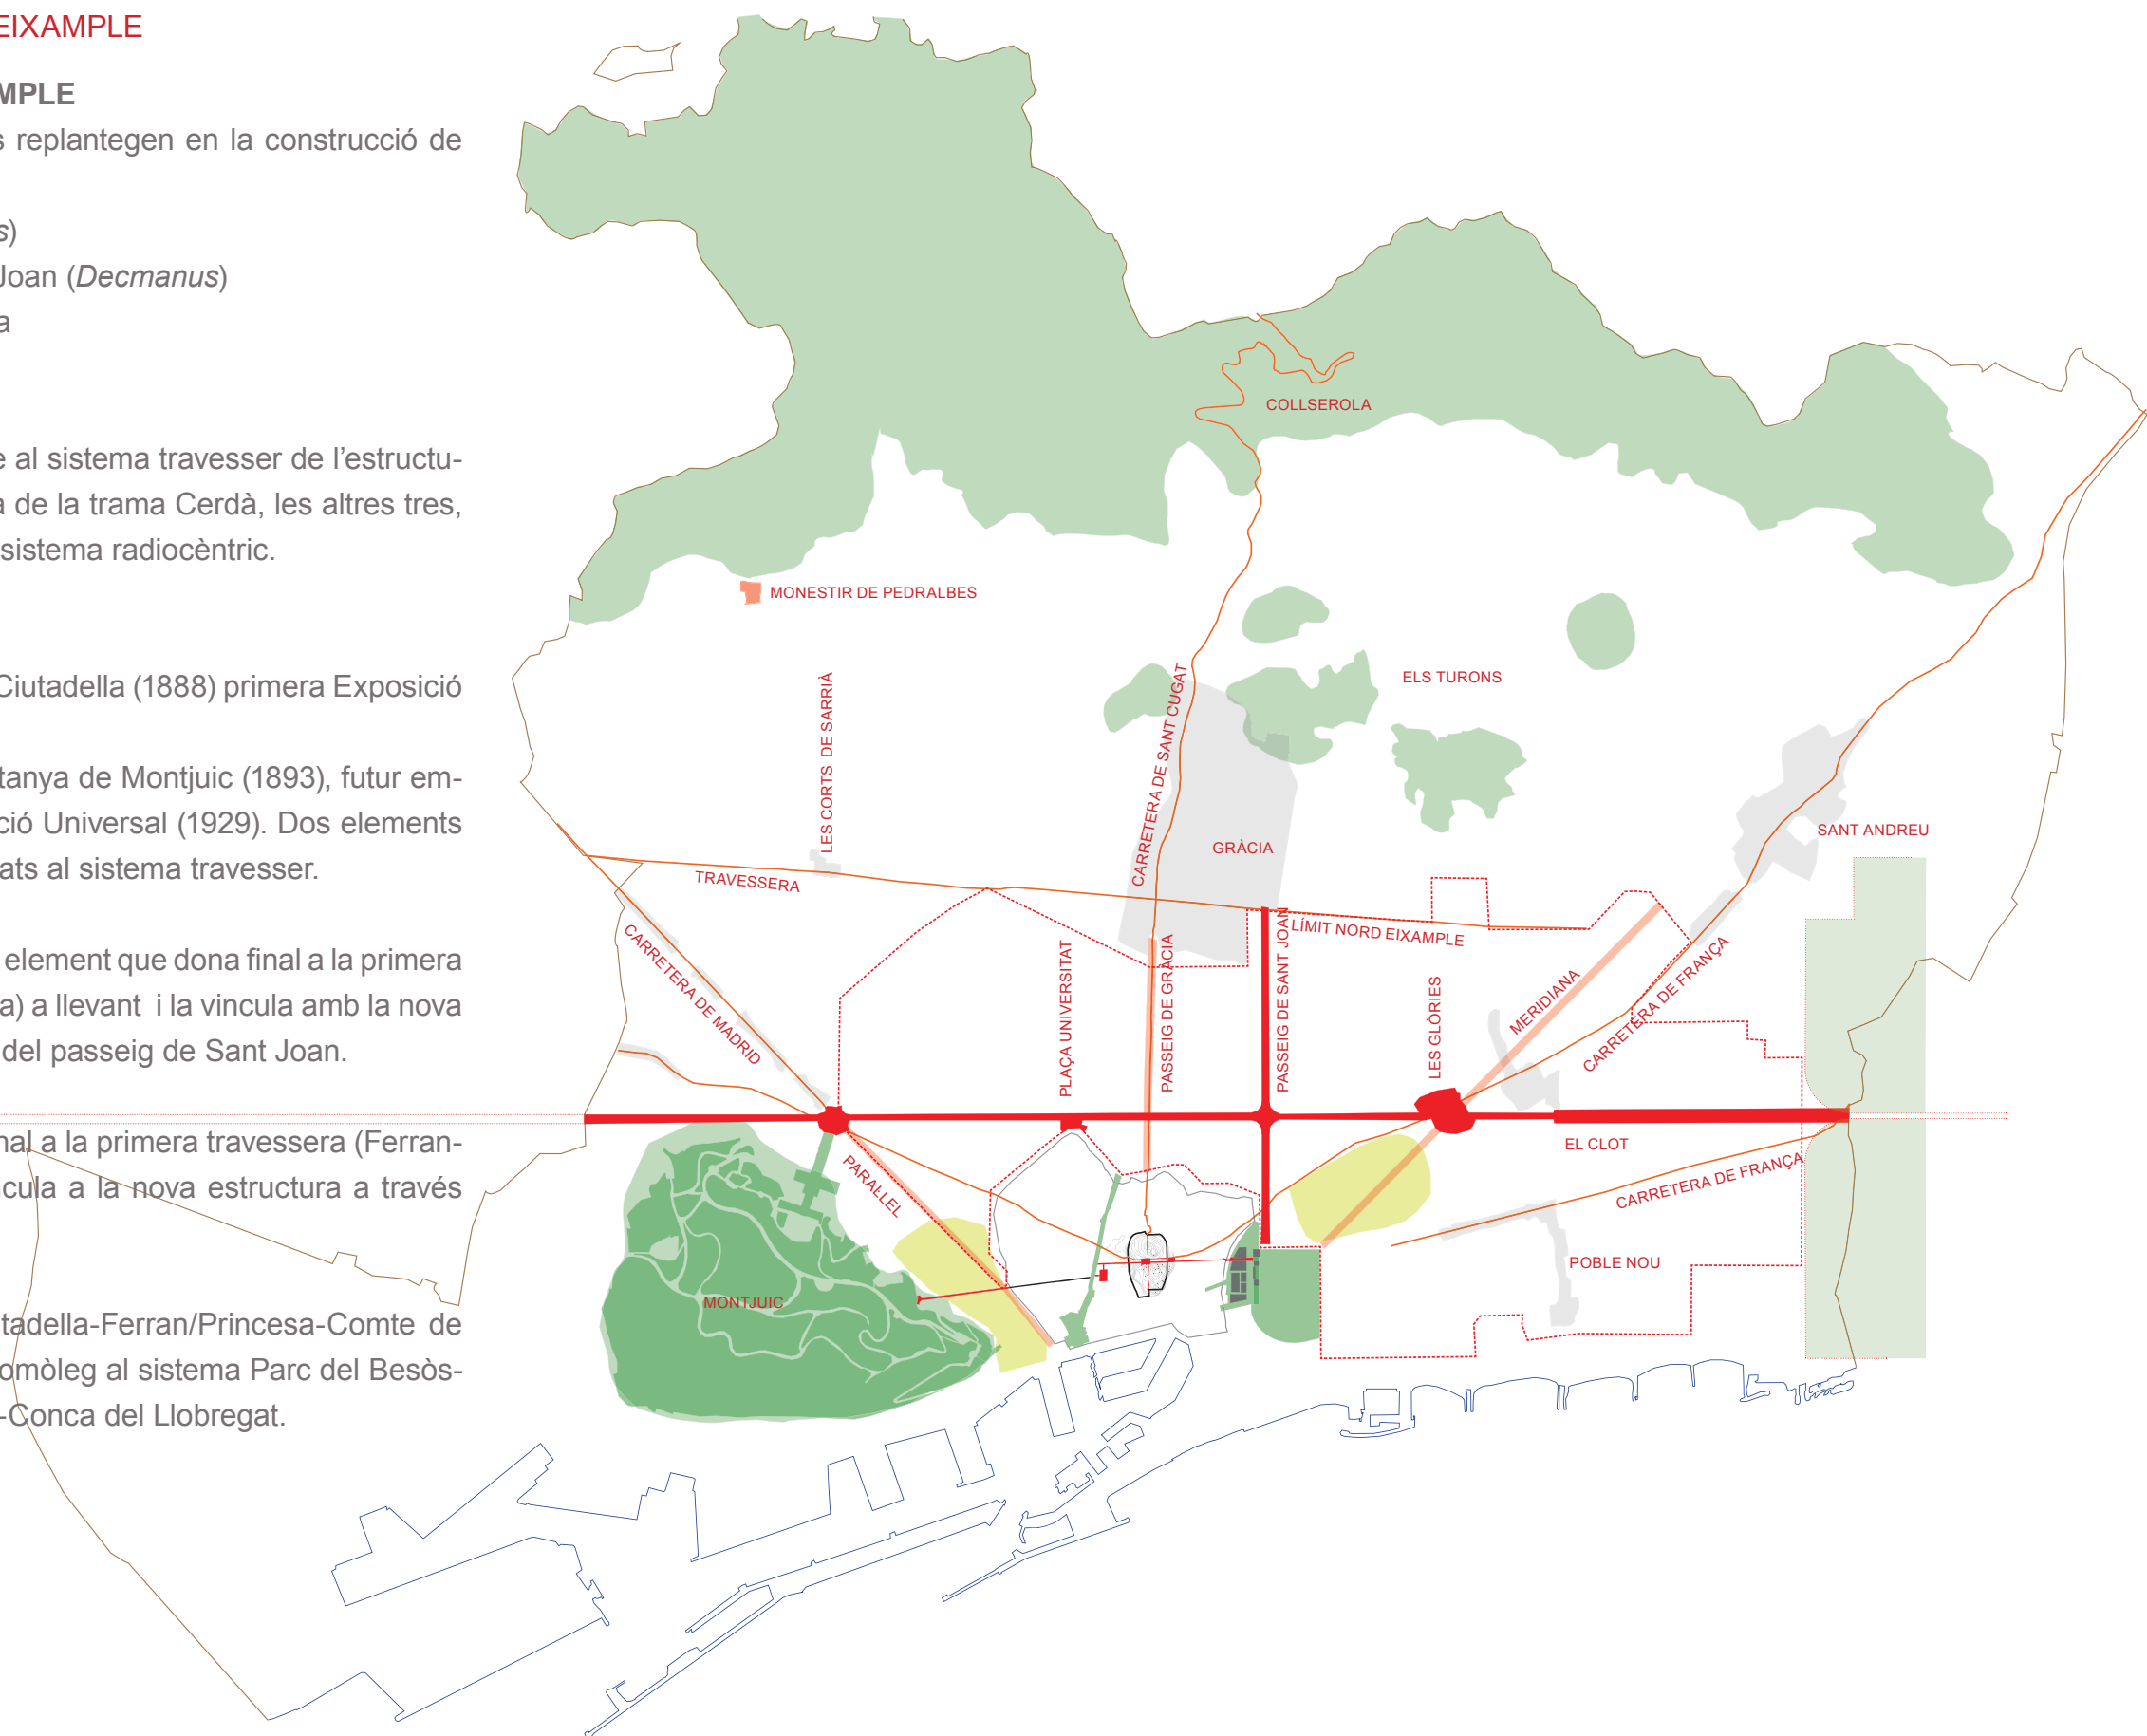 EIXAMPLE
MPLE
s replantegen en la construcció de
s)
Joan (Decmanus)
a
e al sistema travesser de l’estructu-
a de la trama Cerdà, les altres tres,
sistema radiocèntric.
Ciutadella (1888) primera Exposició
tanya de Montjuic (1893), futur em-
ció Universal (1929). Dos elements
ats al sistema travesser.
element que dona final a la primera
a) a llevant i la vincula amb la nova
del passeig de Sant Joan.
nal a la primera travessera (Ferran-
ncula a la nova estructura a través
tadella-Ferran/Princesa-Comte de
omòleg al sistema Parc del Besòs-
-Conca del Llobregat.
COLLSEROLA
MONESTIR DE PEDRALBES
ELS TURONS
LES CORTS DE SARRIÀ
CARRETERA DE SANT CUGAT
GRÀCIA
SANT ANDREU
TRAVESSERA
LÍMIT NORD EIXAMPLE
CARRETERA DE MADRID
PLAÇA UNIVERSITAT
PASSEIG DE GRÀCIA
PASSEIG DE SANT JOAN
LES GLÒRIES
MERIDIANA
CARRETERA DE FRANÇA
EL CLOT
PARAL·LEL
CARRETERA DE FRANÇA
POBLE NOU
MONTJUIC